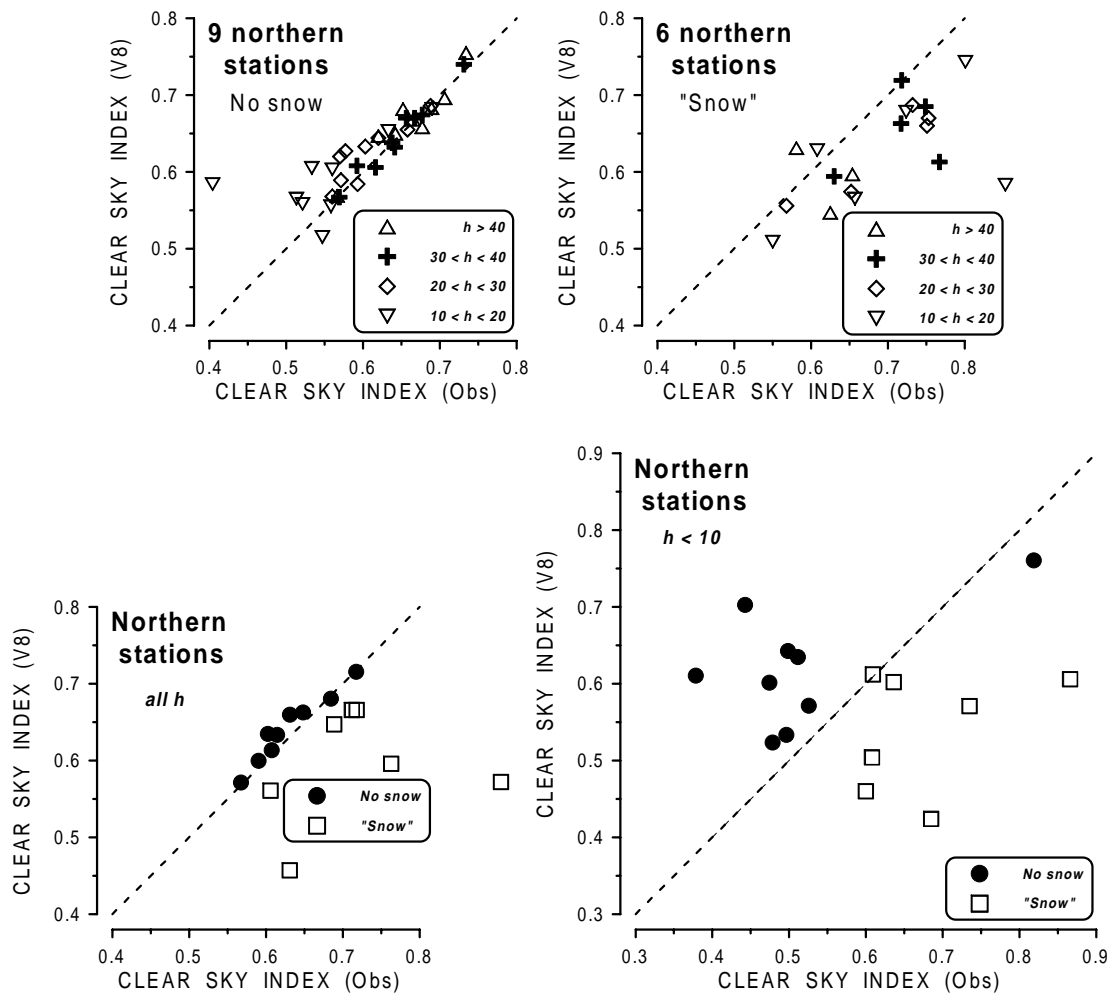 9 northern
stations
No snow
CLEAR SKY INDEX (V8)
0.8
0.7
0.6
0.5
0.4
h > 40
30 < h < 40
20 < h < 30
10 < h < 20
0.4 0.5 0.6 0.7 0.8
CLEAR SKY INDEX (Obs)
6 northern
stations
"Snow"
CLEAR SKY INDEX (V8)
0.8
0.7
0.6
0.5
0.4
h > 40
30 < h < 40
20 < h < 30
10 < h < 20
0.4 0.5 0.6 0.7 0.8
CLEAR SKY INDEX (Obs)
Northern
stations
all h
CLEAR SKY INDEX (V8)
0.8
0.7
0.6
0.5
0.4
No snow
"Snow"
0.4 0.5 0.6 0.7 0.8
CLEAR SKY INDEX (Obs)
Northern
stations
h < 10
CLEAR SKY INDEX (V8)
0.9
0.8
0.7
0.6
0.5
0.4
0.3
No snow
"Snow"
0.3 0.4 0.5 0.6 0.7 0.8 0.9
CLEAR SKY INDEX (Obs)